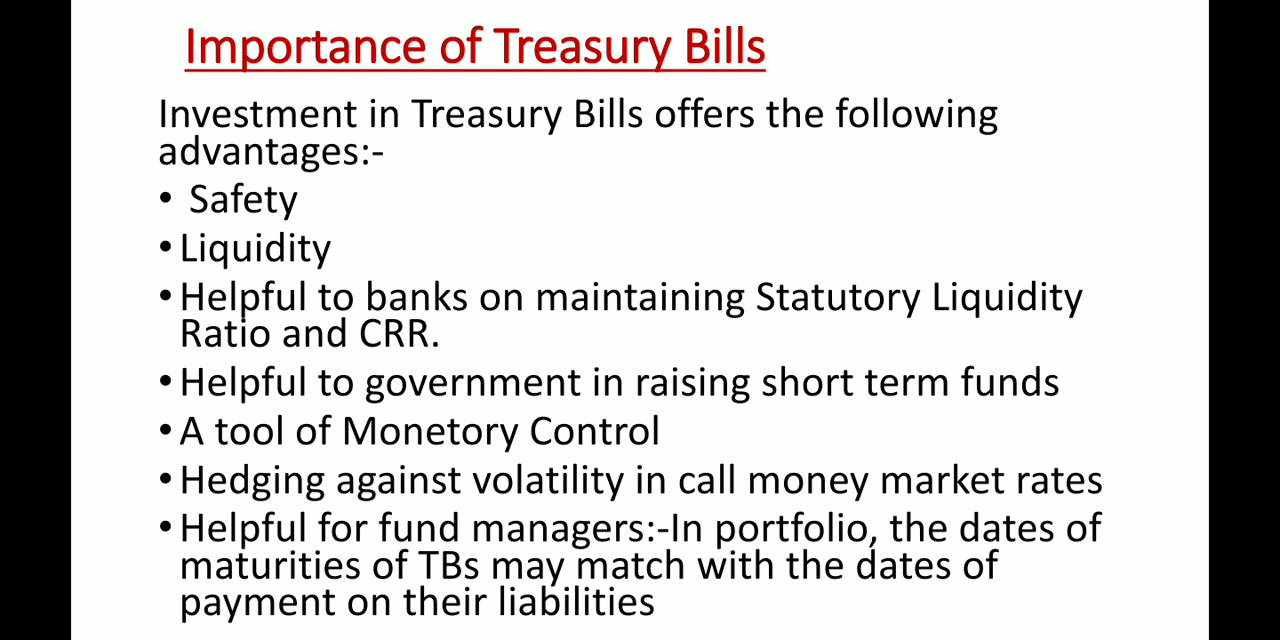 Importance of Treasury Bills
Investment in Treasury Bills offers the following
advantages:-
• Safety
• Liquidity
• Helpful to banks on maintaining Statutory Liquidity
Ratio and CRR.
• Helpful to government in raising short term funds
• A tool of Monetory Control
• Hedging against volatility in call money market rates
• Helpful for fund managers:-In portfolio, the dates of
maturities of TBs may match with the dates of
payment on their liabilities